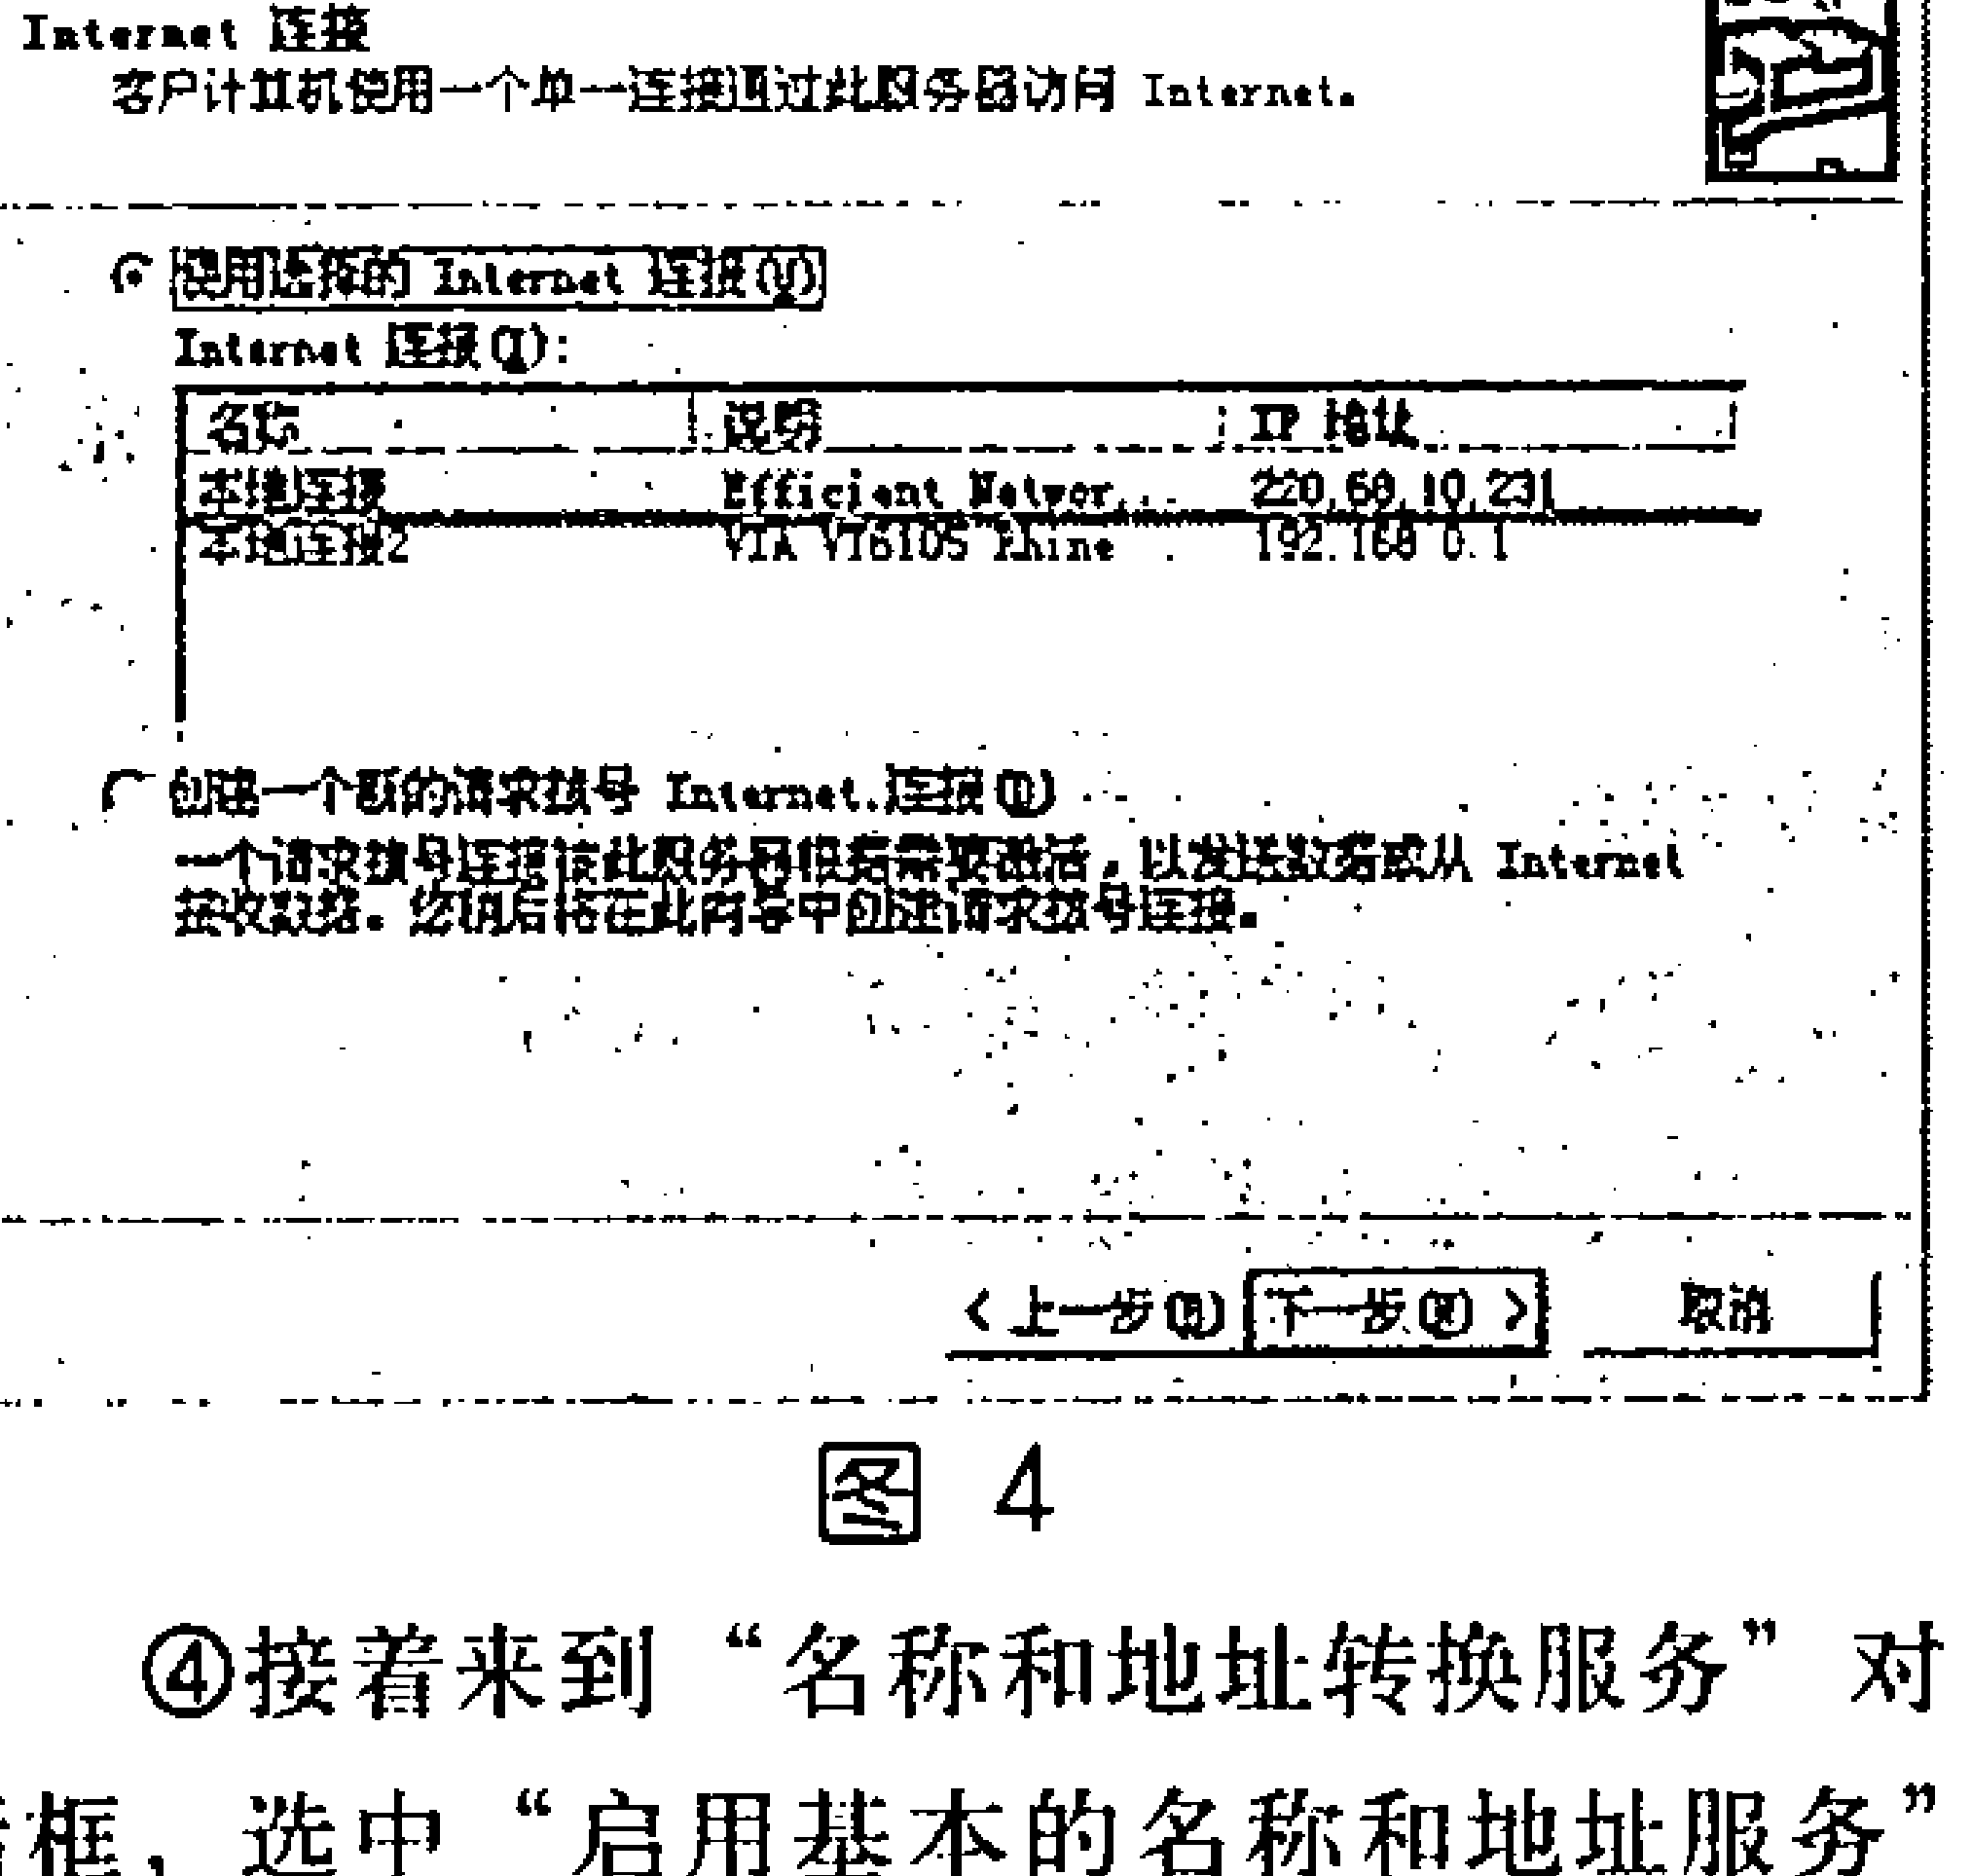 Internet 连接
客户计算机使用一个单一连接通过此服务器访问 Internet。
使用选择的 Internet 连接(U)
Internet 连接(I):
名称 说明 IP 地址
本地连接 Efficient Networ... 192.168.0.1
本地连接2 VIA VT6105 Rhine 192.168 0.1
创建一个新的请求拨号 Internet 连接(D)
一个请求拨号连接该此服务器根据需要激活,以发送数据或从 Internet
接收数据。您稍后将在此向导中创建请求拨号连接。
< 上一步(B) 下一步(N) > 取消
图 4
④接着来到“名称和地址转换服务”对
框，选中“启用基本的名称和地址服务”